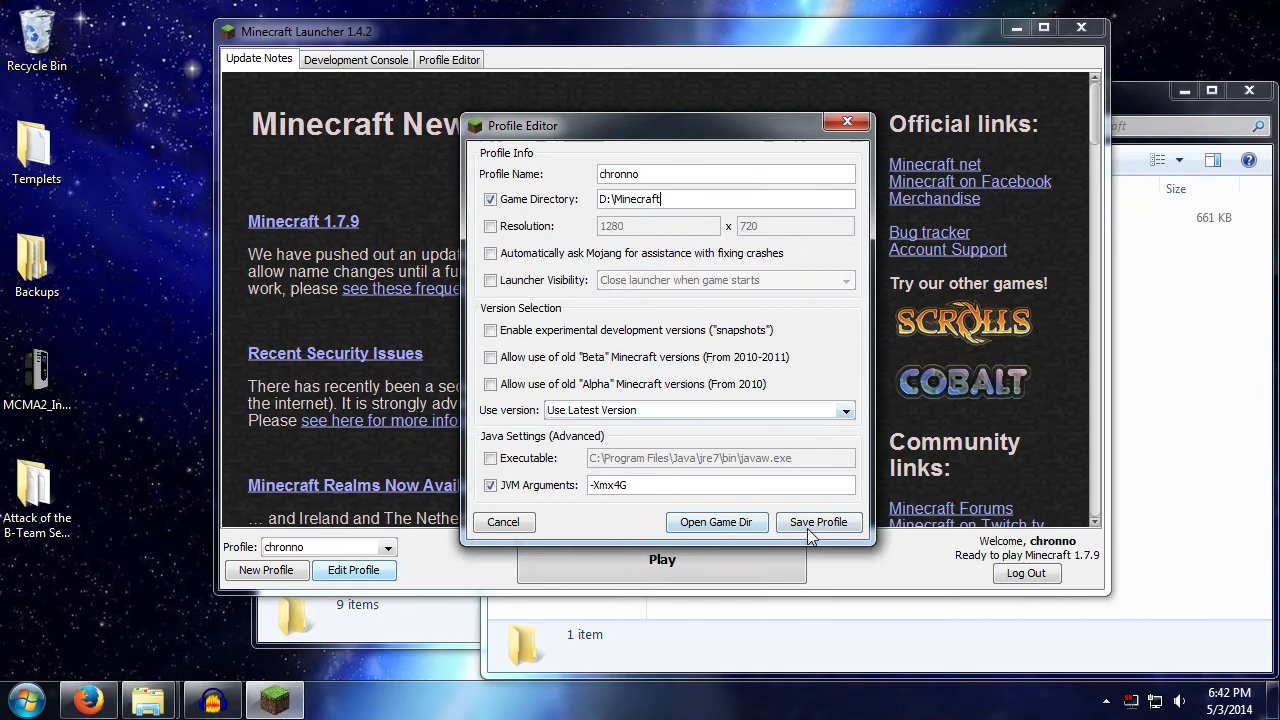 Recycle Bin
Templets
Backups
MCMA2_In...
Attack of the
B-Team Se...
Minecraft Launcher 1.4.2
Update Notes
Development Console
Profile Editor
Minecraft New
Minecraft 1.7.9
We have pushed out an updat
allow name changes until a fu
work, please see these freque
Recent Security Issues
There has recently been a sec
the internet). It is strongly adv
Please see here for more info
Minecraft Realms Now Avai
... and Ireland and The Nethe
Official links:
Minecraft.net
Minecraft on Facebook
Merchandise
Bug tracker
Account Support
Try our other games!
SCROLLS
COBALT
Community
links:
Minecraft Forums
Minecraft on Twitch.tv
Profile Editor
Profile Info
Profile Name:
chronno
Game Directory:
D:\Minecraft
Resolution:
1280
x
720
Automatically ask Mojang for assistance with fixing crashes
Launcher Visibility:
Close launcher when game starts
Version Selection
Enable experimental development versions ("snapshots")
Allow use of old "Beta" Minecraft versions (From 2010-2011)
Allow use of old "Alpha" Minecraft versions (From 2010)
Use version:
Use Latest Version
Java Settings (Advanced)
Executable:
C:\Program Files\Java\jre7\bin\javaw.exe
JVM Arguments:
-Xmx4G
Cancel
Open Game Dir
Save Profile
Profile:
chronno
New Profile
Edit Profile
Play
Welcome, chronno
Ready to play Minecraft 1.7.9
Log Out
aft
Size
661 KB
9 items
1 item
6:42 PM
5/3/2014